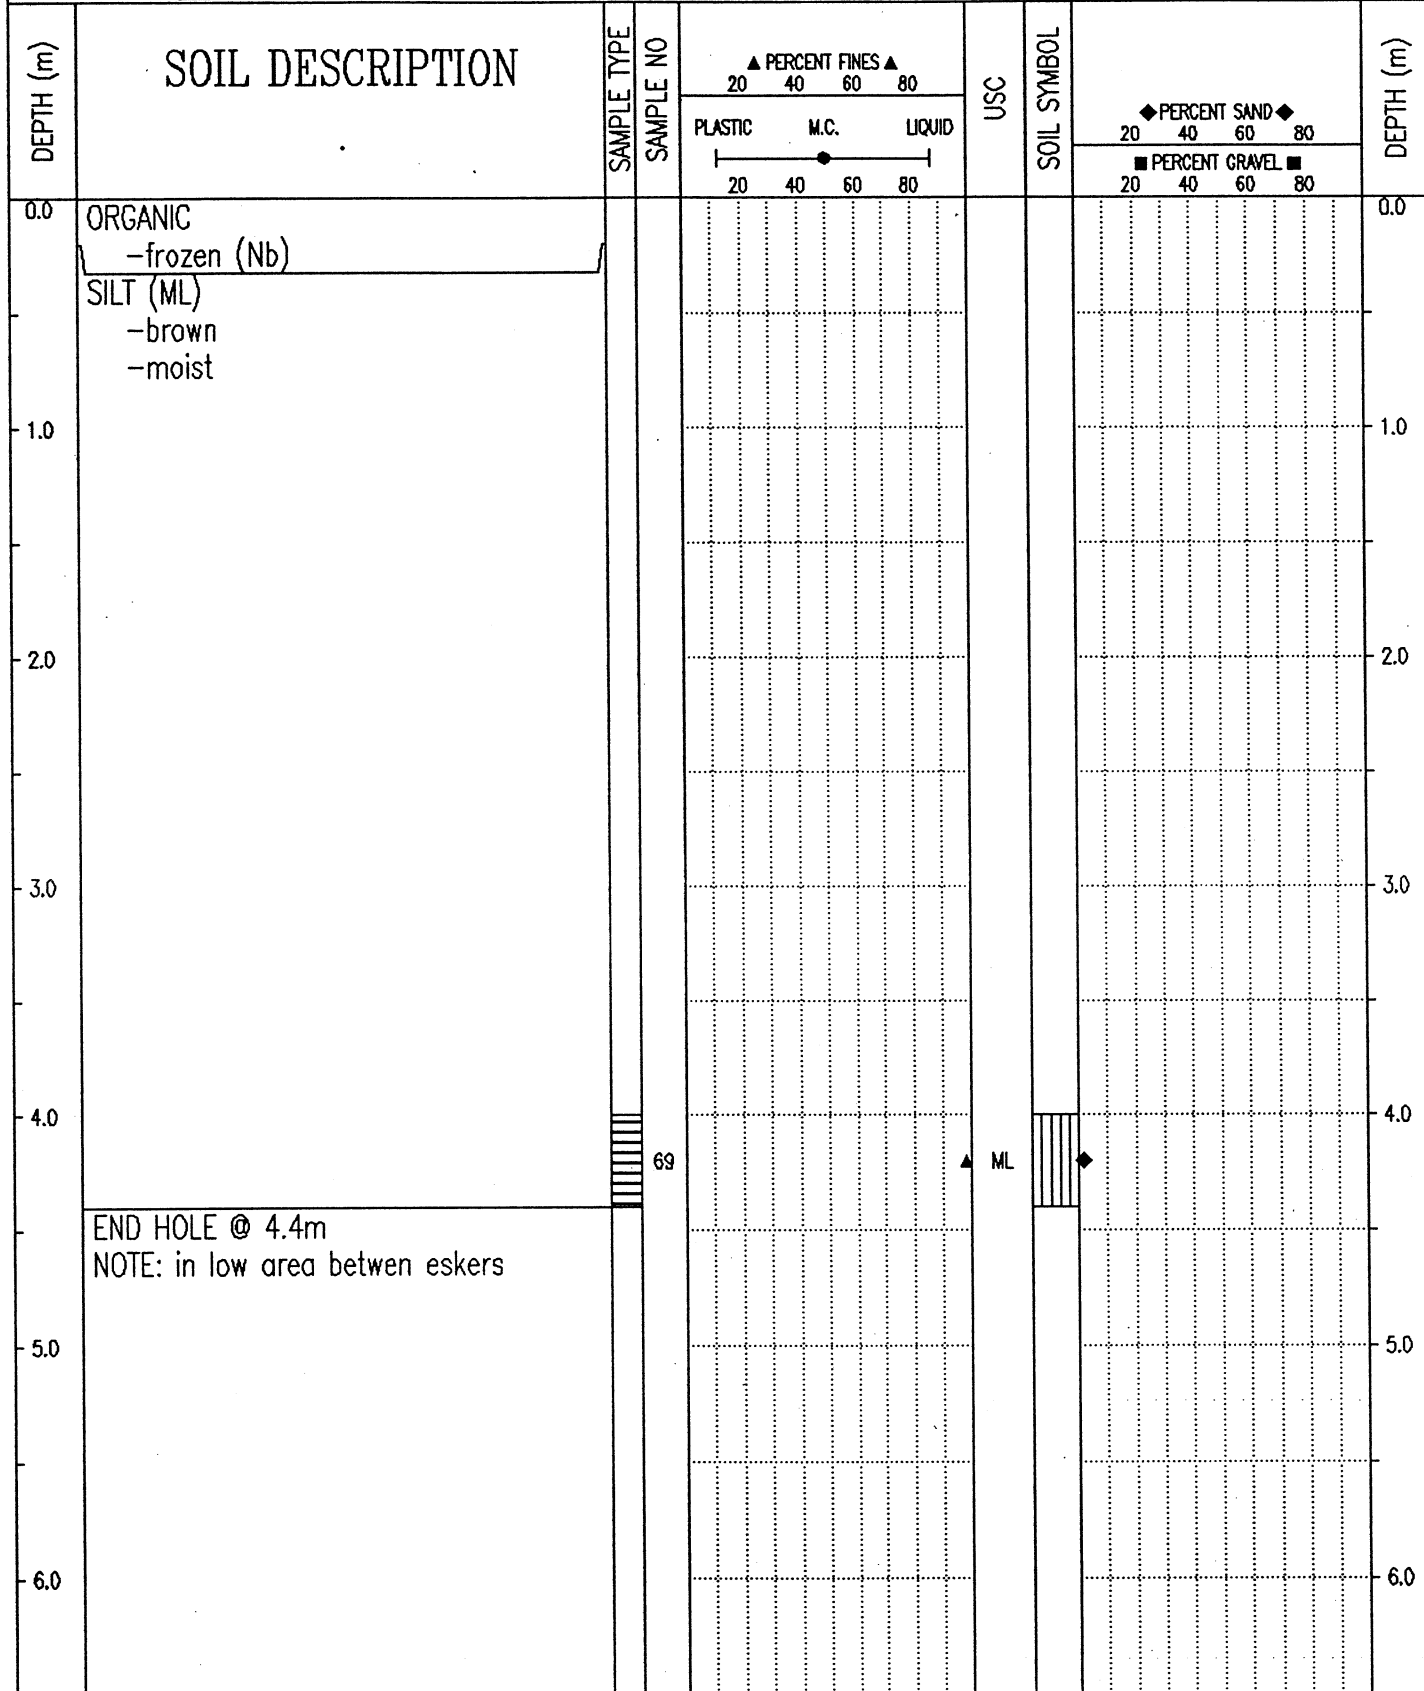 DEPTH (m)
SOIL DESCRIPTION
SAMPLE TYPE
SAMPLE NO
▲ PERCENT FINES ▲
20 40 60 80
PLASTIC M.C. LIQUID
20 40 60 80
USC
SOIL SYMBOL
◆ PERCENT SAND ◆
20 40 60 80
■ PERCENT GRAVEL ■
20 40 60 80
DEPTH (m)
0.0
ORGANIC
-frozen (Nb)
SILT (ML)
-brown
-moist
0.0
1.0
1.0
2.0
2.0
3.0
3.0
4.0
4.0
69
ML
END HOLE @ 4.4m
NOTE: in low area betwen eskers
5.0
5.0
6.0
6.0